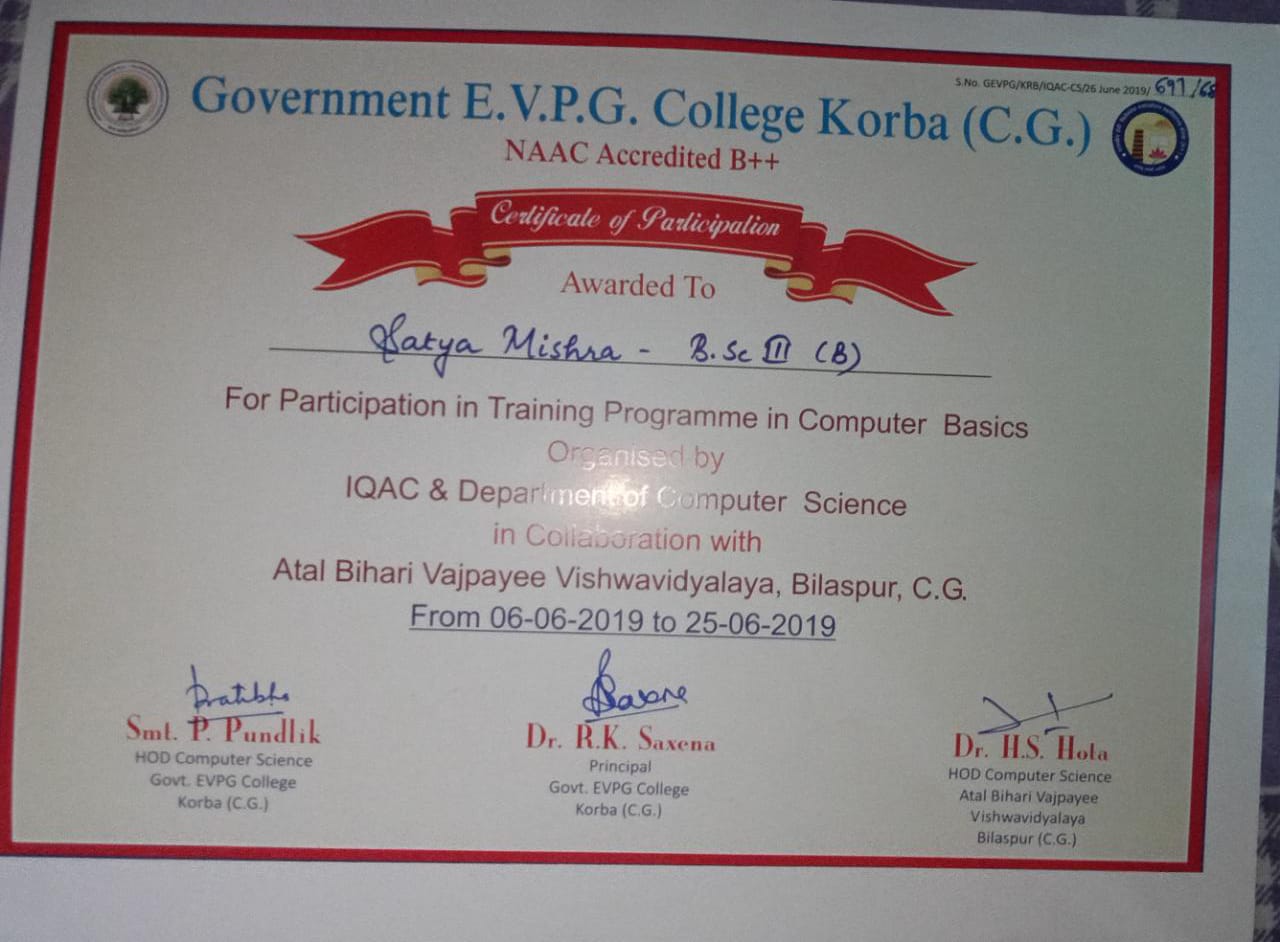 S.No. GEVPG/KRB/IQAC-CS/26 June 2019/ 697/68
Government E.V.P.G. College Korba (C.G.)
NAAC Accredited B++
Certificate of Participation
Awarded To
Satya Mishra - B.Sc III (B)
For Participation in Training Programme in Computer Basics
Organised by
IQAC & Department of Computer Science
in Collaboration with
Atal Bihari Vajpayee Vishwavidyalaya, Bilaspur, C.G.
From 06-06-2019 to 25-06-2019
Pratibha
Smt. P. Pundlik
HOD Computer Science
Govt. EVPG College
Korba (C.G.)
Dr. R.K. Saxena
Principal
Govt. EVPG College
Korba (C.G.)
Dr. H.S. Hota
HOD Computer Science
Atal Bihari Vajpayee
Vishwavidyalaya
Bilaspur (C.G.)